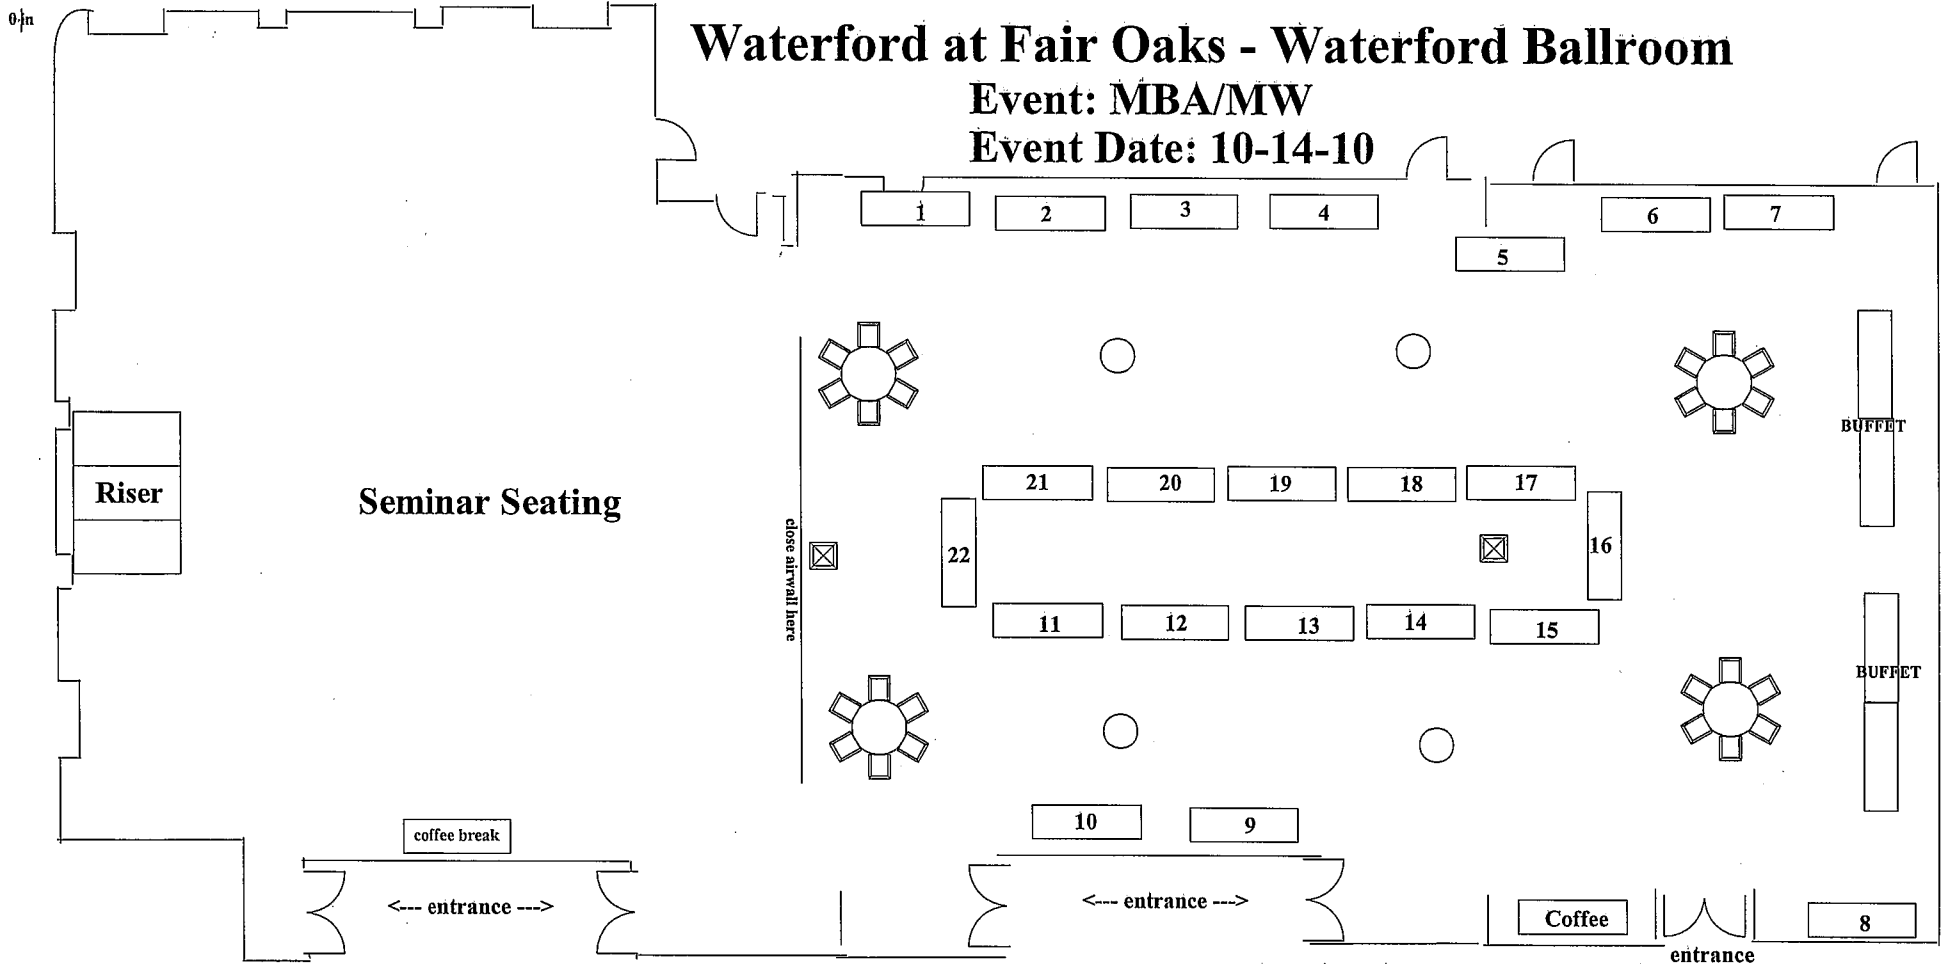 0 in
Waterford at Fair Oaks - Waterford Ballroom
Event: MBA/MW
Event Date: 10-14-10
1
2
3
4
5
6
7
BUFFET
Riser
Seminar Seating
close airwall here
21
20
19
18
17
22
16
11
12
13
14
15
BUFFET
10
9
coffee break
<--- entrance --->
<--- entrance --->
Coffee
8
entrance